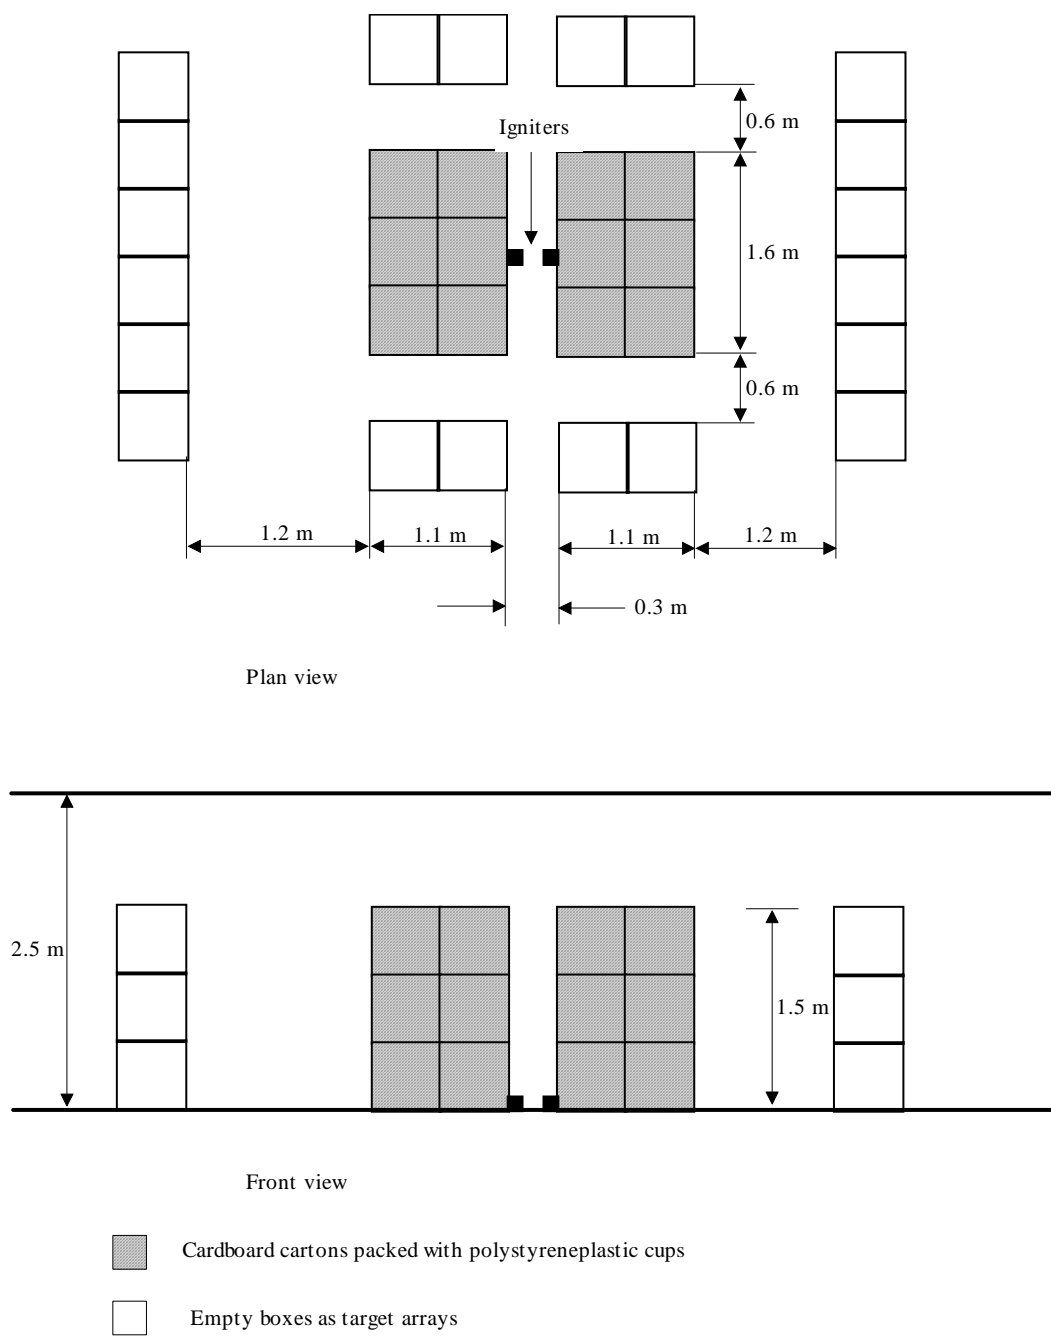 Igniters
0.6 m
1.6 m
0.6 m
1.2 m
1.1 m
1.1 m
1.2 m
0.3 m
Plan view
2.5 m
1.5 m
Front view
Cardboard cartons packed with polystyreneplastic cups
Empty boxes as target arrays